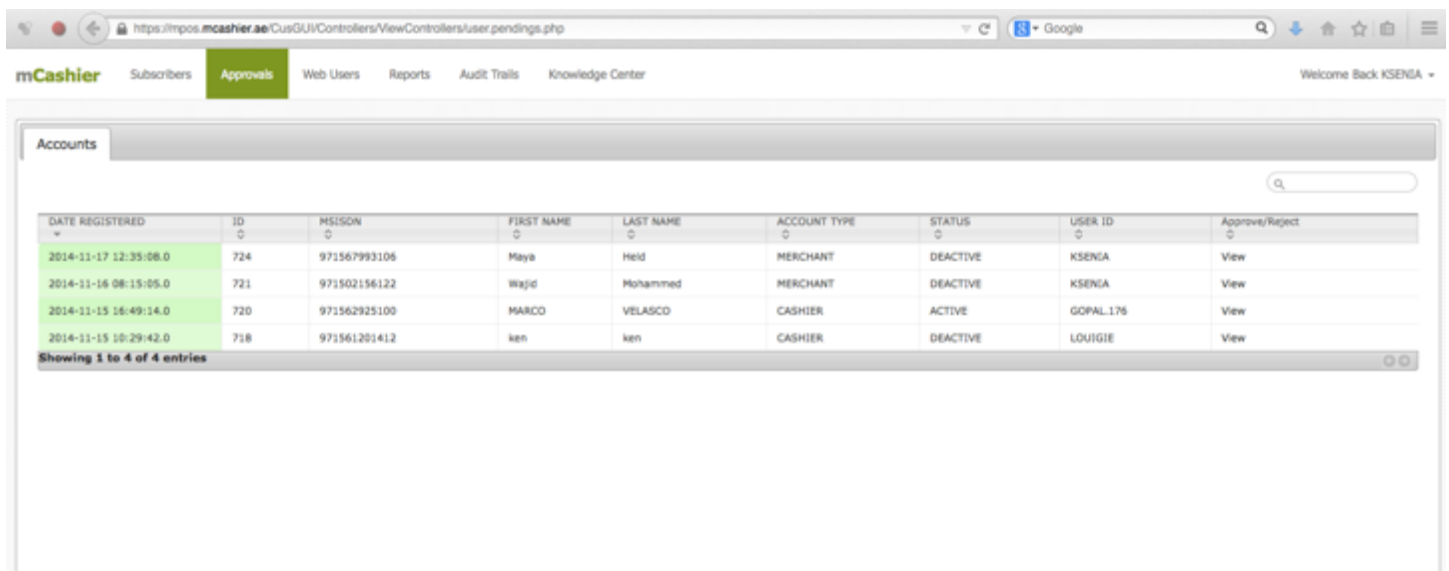 https://mpos.mcashier.ae/CusGUI/Controllers/ViewControllers/user.pendings.php Google
mCashier Subscribers Approvals Web Users Reports Audit Trails Knowledge Center Welcome Back KSENIA
Accounts
DATE REGISTERED ID MSISDN FIRST NAME LAST NAME ACCOUNT TYPE STATUS USER ID Approve/Reject
2014-11-17 12:35:08.0 724 971567993106 Maya Held MERCHANT DEACTIVE KSENIA View
2014-11-16 08:15:05.0 721 971502156122 Wajid Mohammed MERCHANT DEACTIVE KSENIA View
2014-11-15 16:49:14.0 720 971562925100 MARCO VELASCO CASHIER ACTIVE GOPAL.176 View
2014-11-15 10:29:42.0 718 971561201412 ken ken CASHIER DEACTIVE LOUIGIE View
Showing 1 to 4 of 4 entries